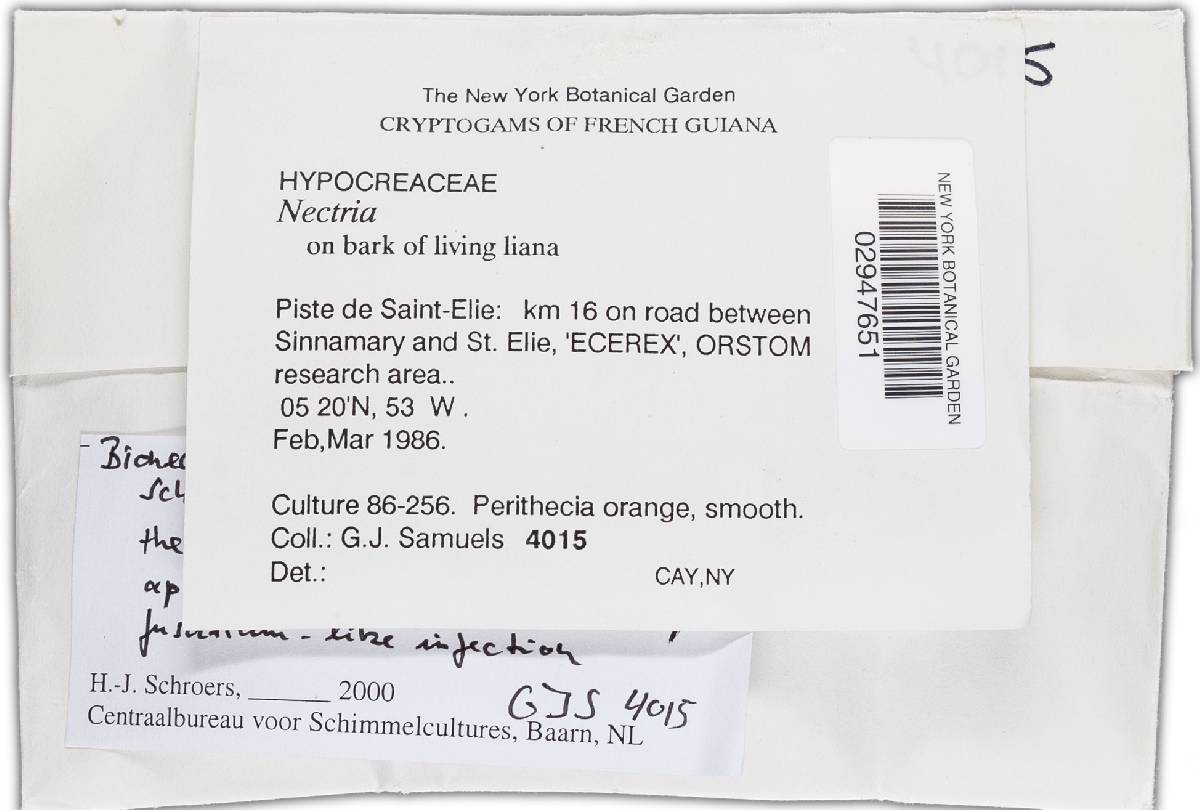 The New York Botanical Garden
CRYPTOGAMS OF FRENCH GUIANA
HYPOCREACEAE
Nectria
on bark of living liana
Piste de Saint-Elie: km 16 on road between
Sinnamary and St. Elie, 'ECEREX', ORSTOM
research area..
05 20'N, 53 W .
Feb,Mar 1986.
Culture 86-256. Perithecia orange, smooth.
Coll.: G.J. Samuels 4015
Det.:
CAY,NY
NEW YORK BOTANICAL GARDEN
02947651
4015
the
ap
- like infection
H.-J. Schroers, ______ 2000
GJS 4015
Centraalbureau voor Schimmelcultures, Baarn, NL